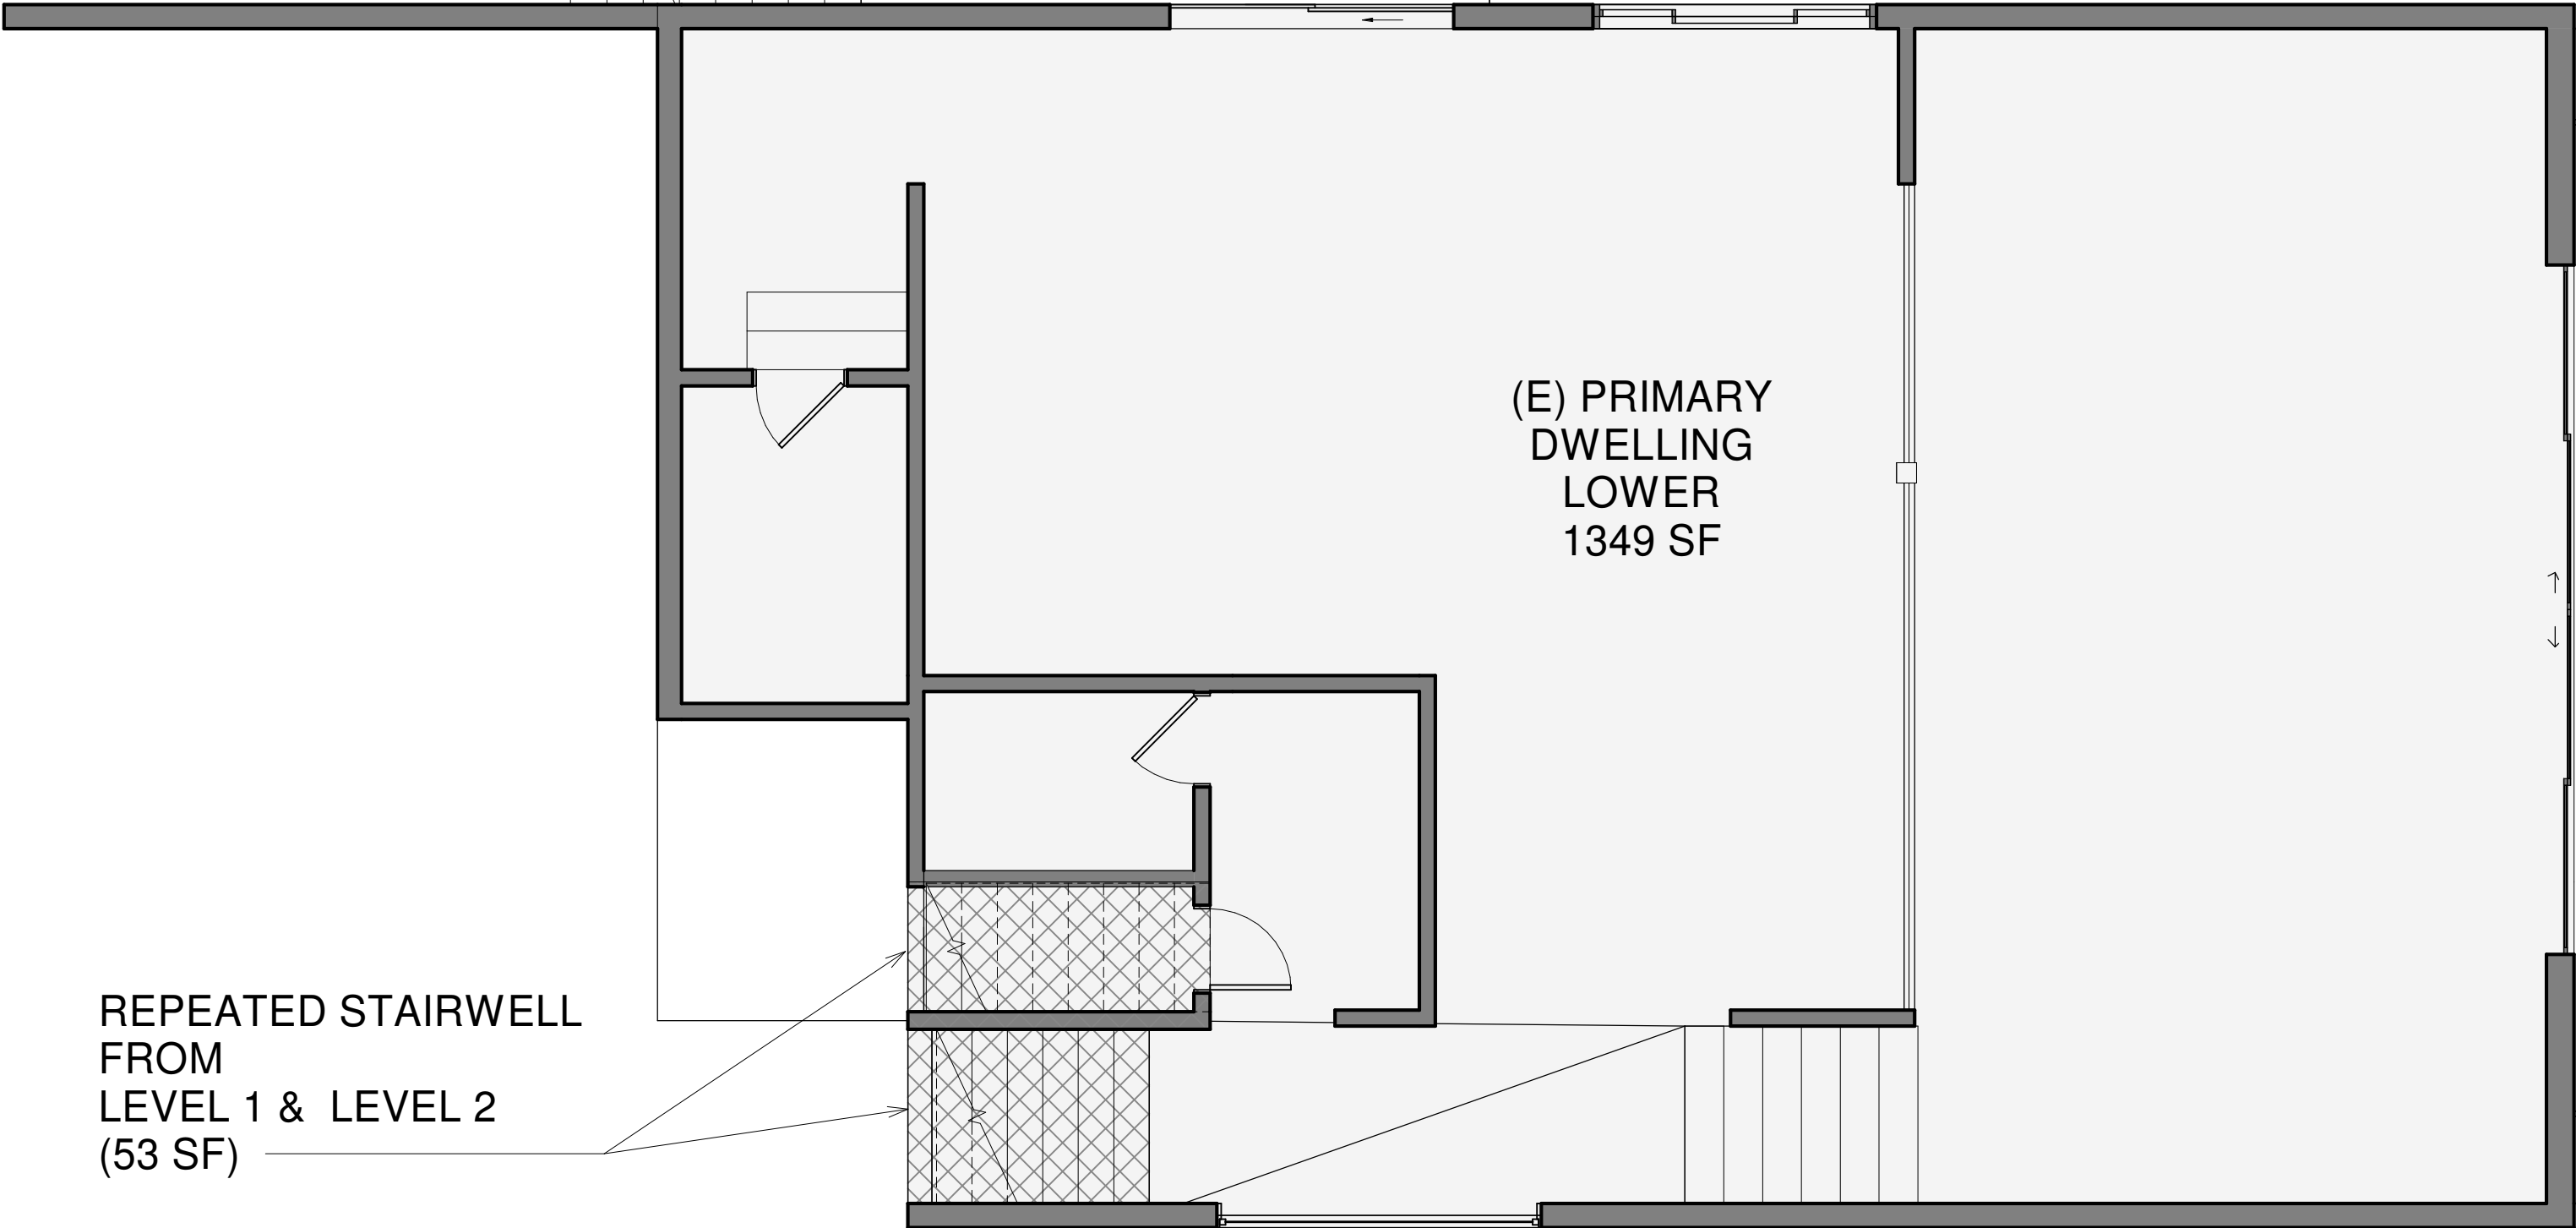 (E) PRIMARY
DWELLING
LOWER
1349 SF
REPEATED STAIRWELL
FROM
LEVEL 1 & LEVEL 2
(53 SF)